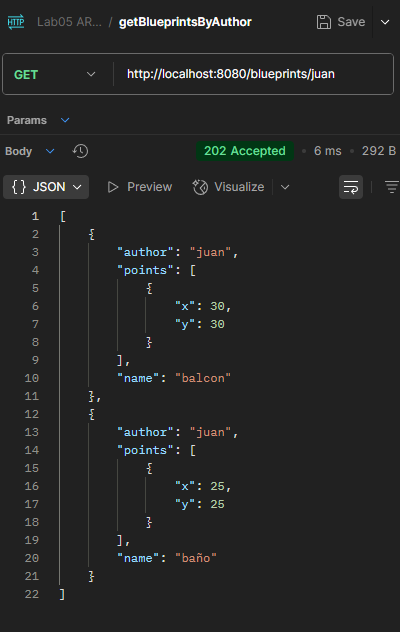 HTTP Lab05 AR... / getBlueprintsByAuthor Save
GET http://localhost:8080/blueprints/juan
Params
Body 202 Accepted • 6 ms • 292 B
{} JSON Preview Visualize
1 [
2 {
3 "author": "juan",
4 "points": [
5 {
6 "x": 30,
7 "y": 30
8 }
9 ],
10 "name": "balcon"
11 },
12 {
13 "author": "juan",
14 "points": [
15 {
16 "x": 25,
17 "y": 25
18 }
19 ],
20 "name": "baño"
21 }
22 ]